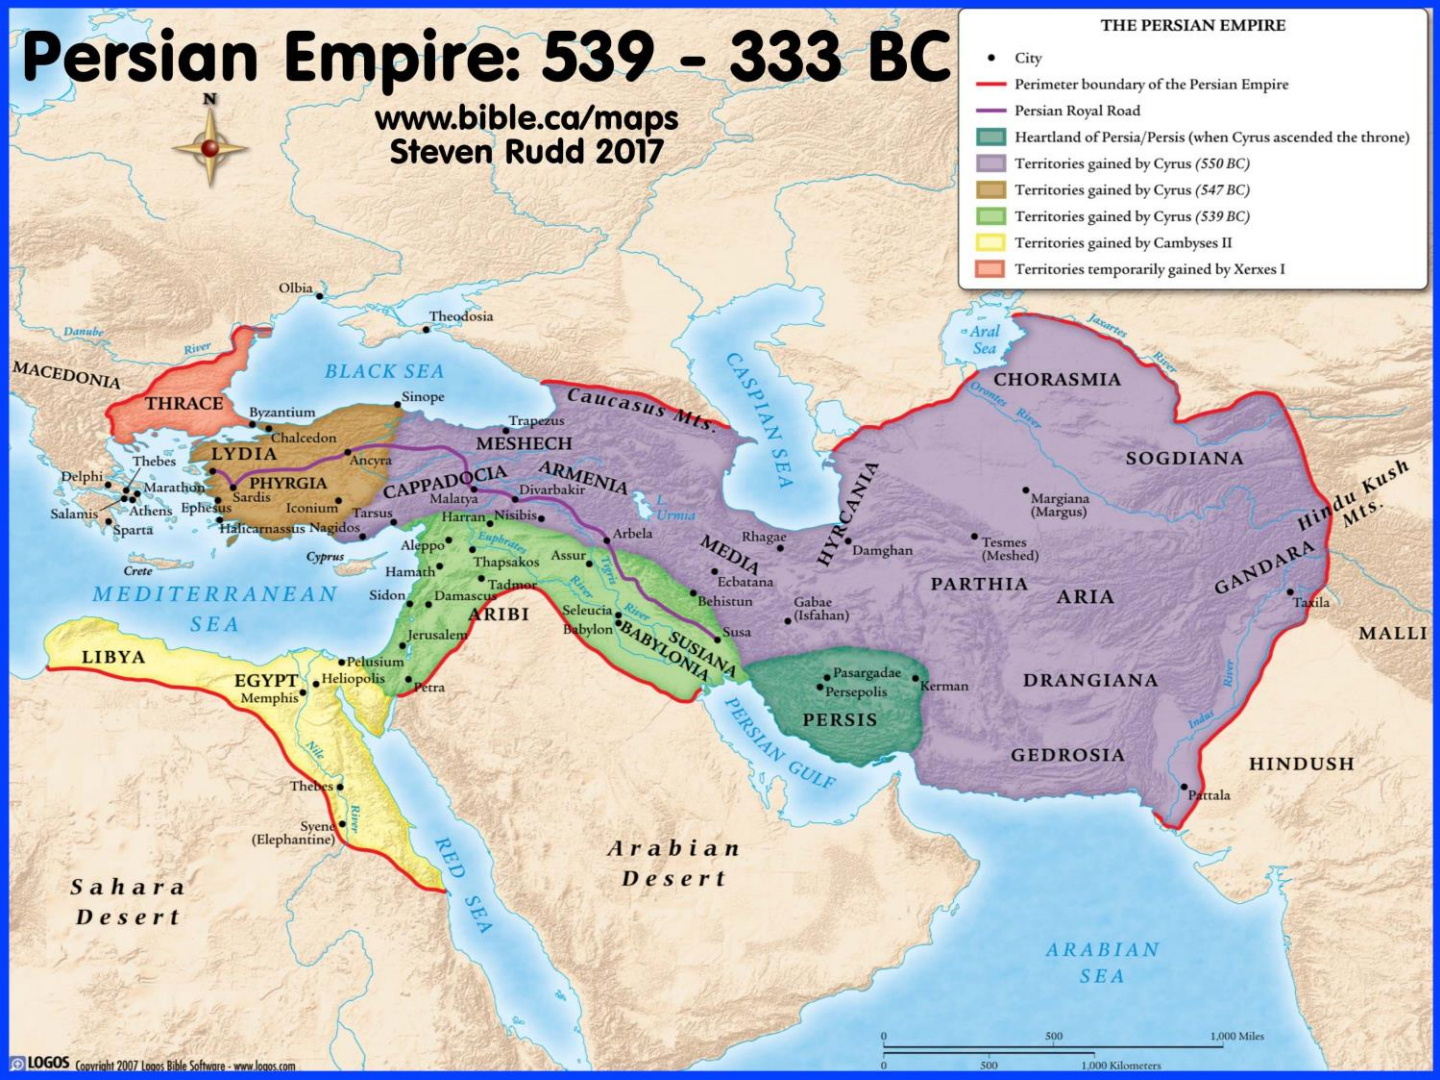 Persian Empire: 539 - 333 BC
www.bible.ca/maps
Steven Rudd 2017
N
THE PERSIAN EMPIRE
City
Perimeter boundary of the Persian Empire
Persian Royal Road
Heartland of Persia/Persis (when Cyrus ascended the throne)
Territories gained by Cyrus (550 BC)
Territories gained by Cyrus (547 BC)
Territories gained by Cyrus (539 BC)
Territories gained by Cambyses II
Territories temporarily gained by Xerxes I
Olbia
Theodosia
Danube
River
MACEDONIA
THRACE
BLACK SEA
Byzantium
Chalcedon
Sinope
Trapezus
Caucasus Mts.
CASPIAN SEA
Aral
Sea
Jaxartes
River
CHORASMIA
Orontes River
SOGDIANA
Hindu Kush
Mts.
LYDIA
Ancyra
MESHECH
Thebes
Delphi
Marathon
Salamis
Athens
Sparta
Sardis
PHYRGIA
Ephesus
Iconium
Halicarnassus
Nagidos
Tarsus
CAPPADOCIA
Malatya
ARMENIA
Divarbakir
L.
Urmia
Harran
Nisibis
Arbela
Rhagae
HYRCANIA
Damghan
Margiana
(Margus)
Tesmes
(Meshed)
GANDARA
Taxila
Crete
Cyprus
Aleppo
Euphrates
River
Thapsakos
Assur
Tigris
River
MEDIA
Ecbatana
Behistun
PARTHIA
ARIA
MALLI
MEDITERRANEAN
SEA
Hamath
Tadmor
Sidon
Damascus
ARIBI
Seleucia
Babylon
BABYLONIA
SUSIANA
Susa
Gabae
(Isfahan)
Jerusalem
LIBYA
EGYPT
Pelusium
Heliopolis
Memphis
Petra
PERSIAN GULF
Pasargadae
Persepolis
Kerman
PERSIS
DRANGIANA
GEDROSIA
Indus
River
HINDUSH
Pattala
Nile
River
Thebes
Syene
(Elephantine)
RED SEA
Arabian
Desert
Sahara
Desert
ARABIAN
SEA
0 500 1,000 Miles
0 500 1,000 Kilometers
LOGOS Copyright 2007 Logos Bible Software - www.logos.com